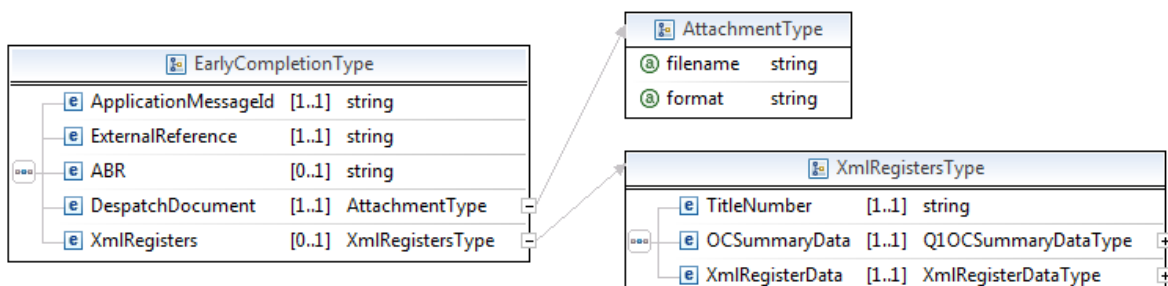 EarlyCompletionType
ApplicationMessageId [1..1] string
ExternalReference [1..1] string
ABR [0..1] string
DespatchDocument [1..1] AttachmentType
XmlRegisters [0..1] XmlRegistersType
AttachmentType
a filename string
a format string
XmlRegistersType
e TitleNumber [1..1] string
e OCSummaryData [1..1] Q1OCSummaryDataType
e XmlRegisterData [1..1] XmlRegisterDataType